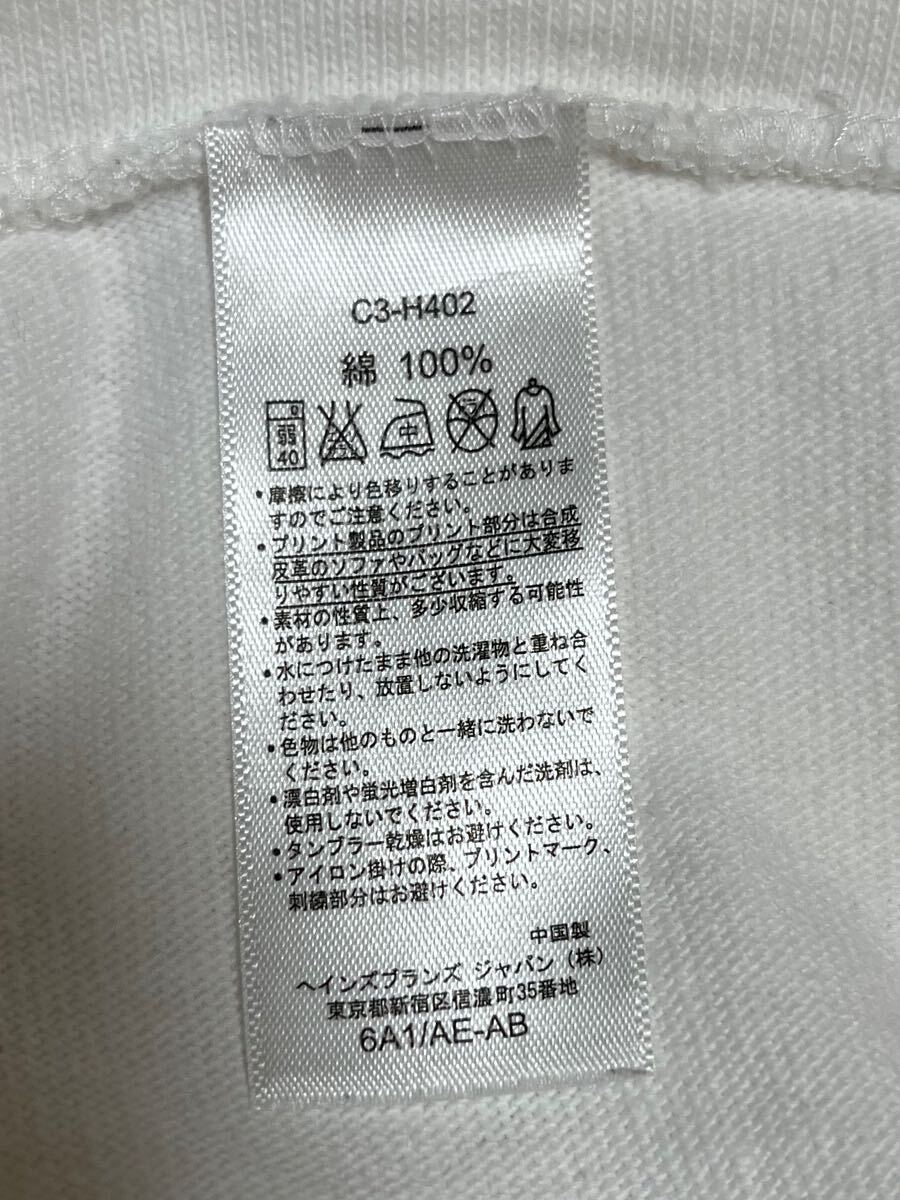 C3-H402
綿 100%
弱
40
中
・摩擦により色移りすることがありま
すのでご注意ください。
・プリント製品のプリント部分は合成
皮革のソファやバッグなどに大変移
りやすい性質がございます。
・素材の性質上、多少収縮する可能性
があります。
・水につけたまま他の洗濯物と重ね合
わせたり、放置しないようにしてく
ださい。
・色物は他のものと一緒に洗わないで
ください。
・漂白剤や蛍光増白剤を含んだ洗剤は、
使用しないでください。
・タンブラー乾燥はお避けください。
・アイロン掛けの際、プリントマーク、
刺繍部分はお避けください。
中国製
ヘインズブランズ ジャパン(株)
東京都新宿区信濃町35番地
6A1/AE-AB